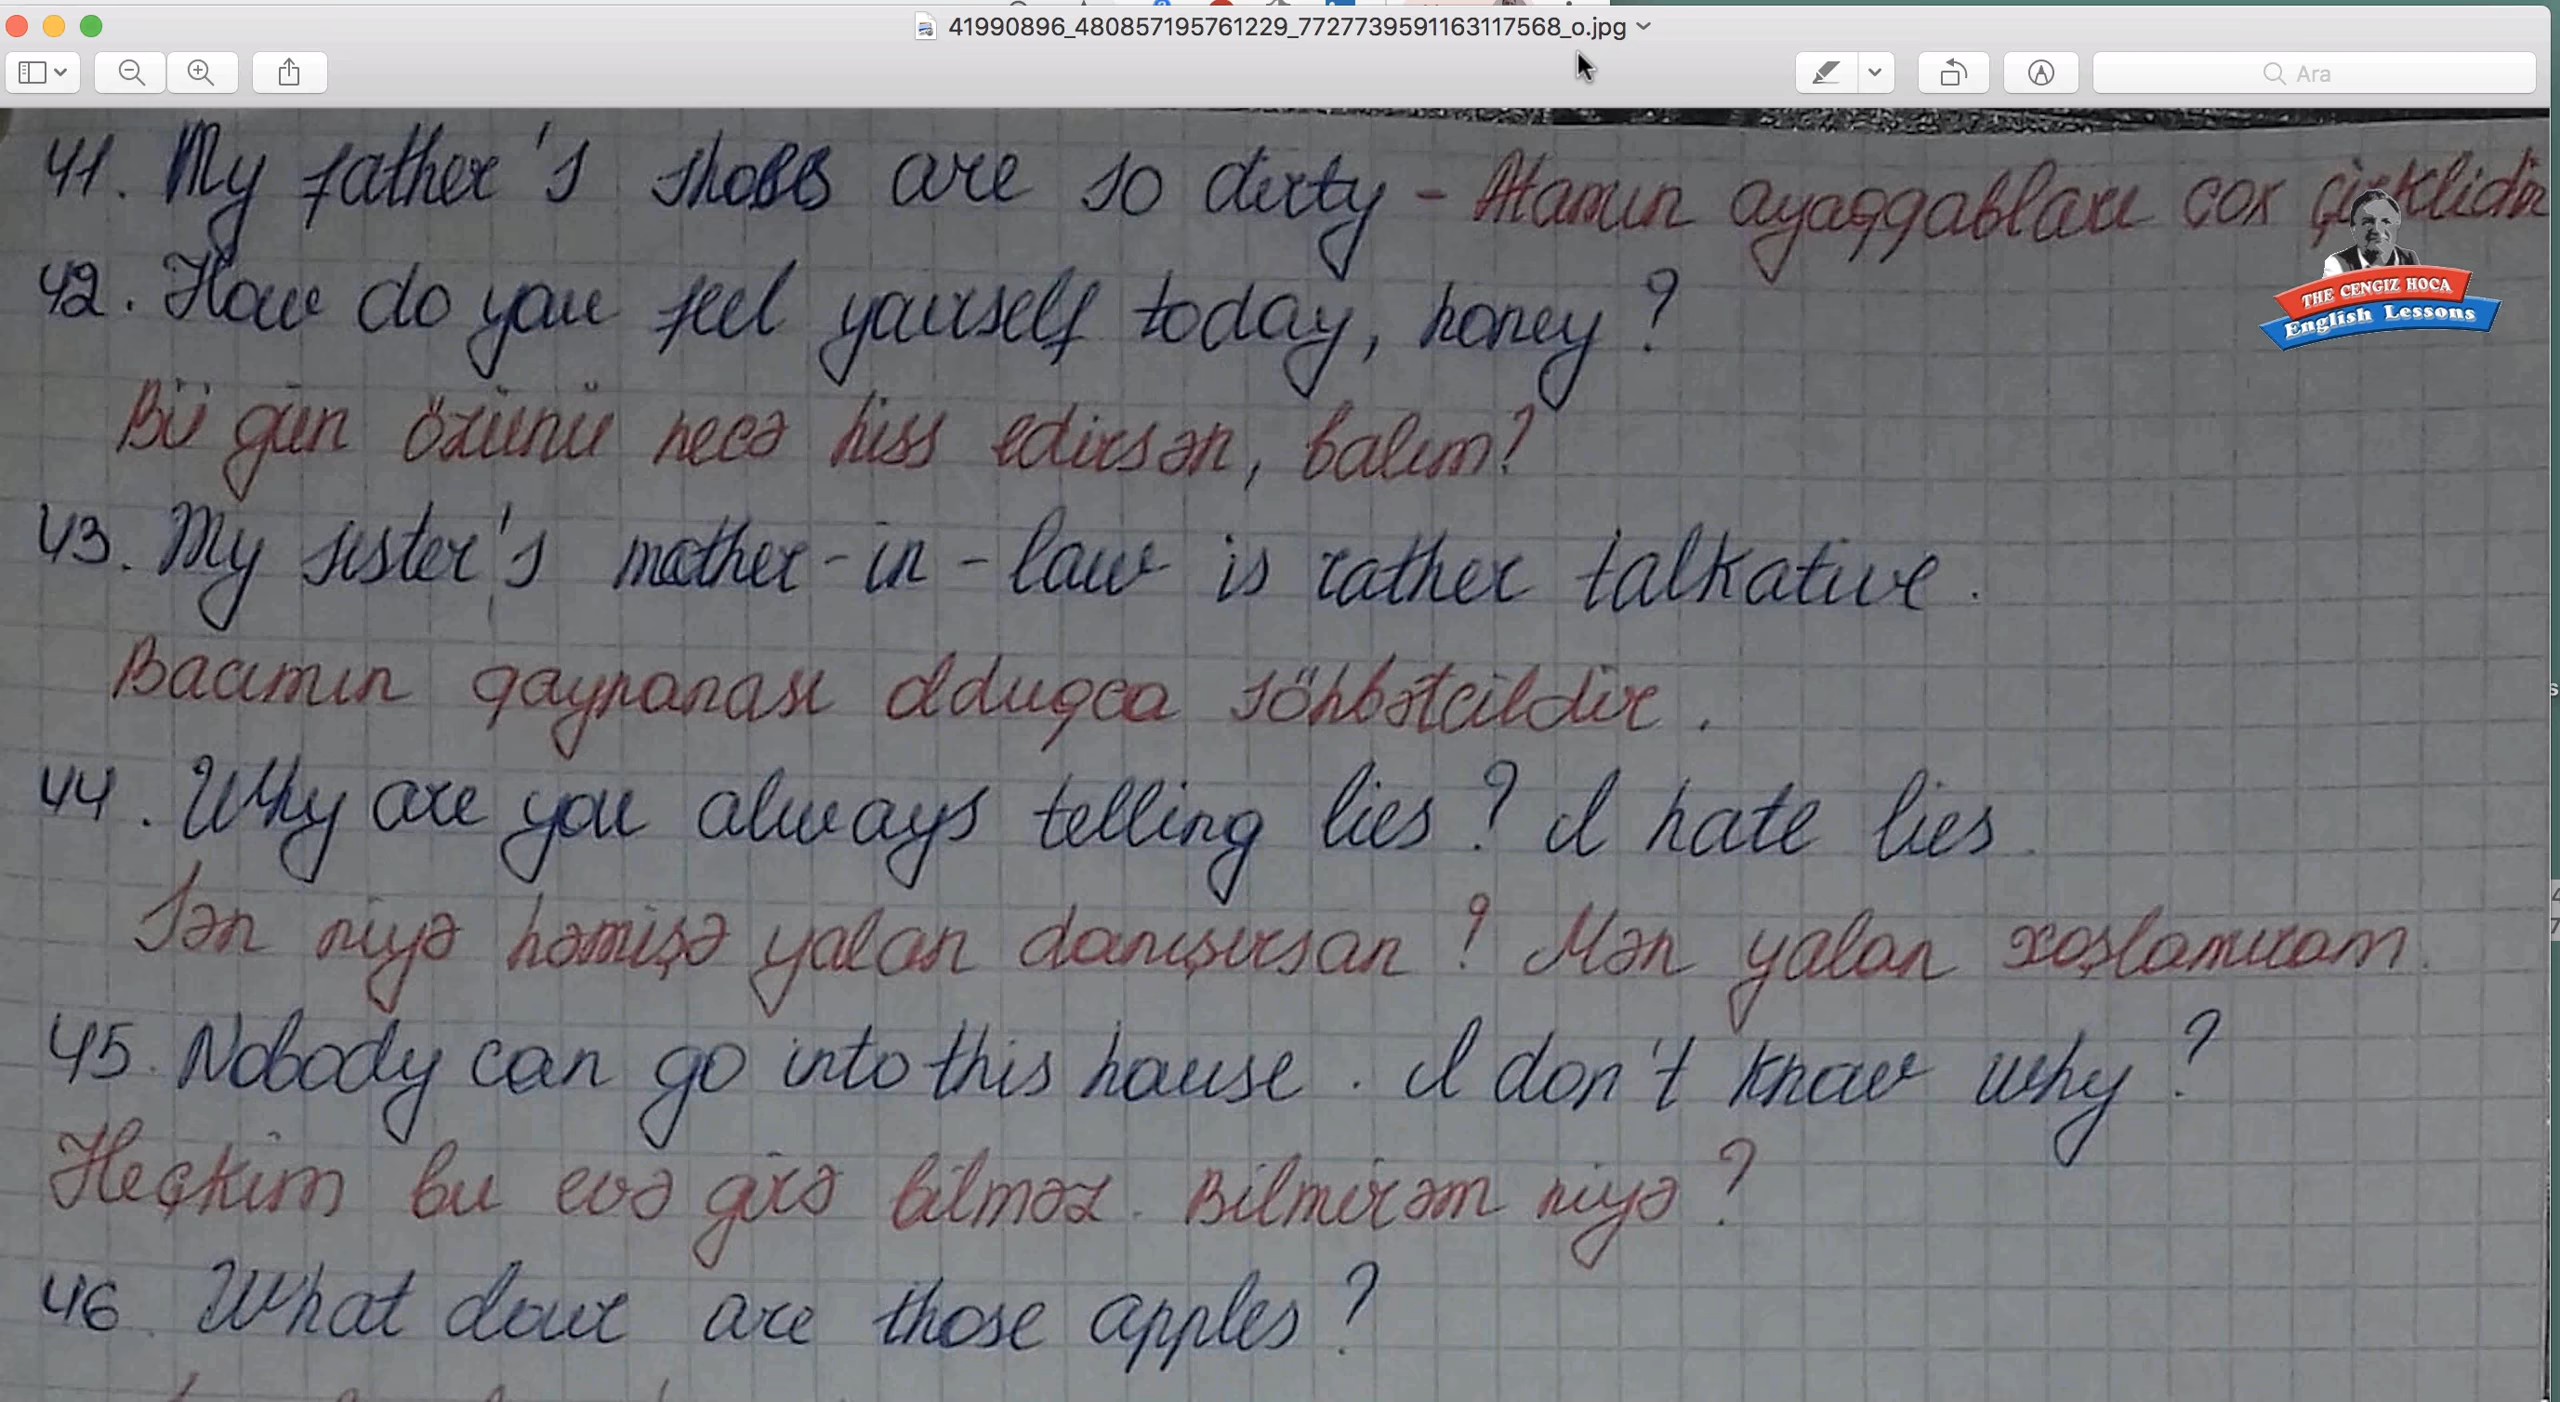 41990896_480857195761229_7727739591163117568_o.jpg
Ara
41. My father's shoes are so dirty - Atamın ayaqqabları çox çirklidir
THE CENGIZ HOCA
English Lessons
42. How do you feel yourself today, honey?
Bü gün özünü necə hiss edirsən, balım?
43. My sister's mother-in-law is rather talkative.
Bacımın qaynanası olduqca söhbətcildir.
44. Why are you always telling lies? I hate lies.
Sən niyə həmişə yalan danışırsan? Mən yalan xoşlamıram.
45. Nobody can go into this house. I don't know why?
Heçkim bu evə girə bilməz. Bilmirəm niyə?
46. What are those apples?